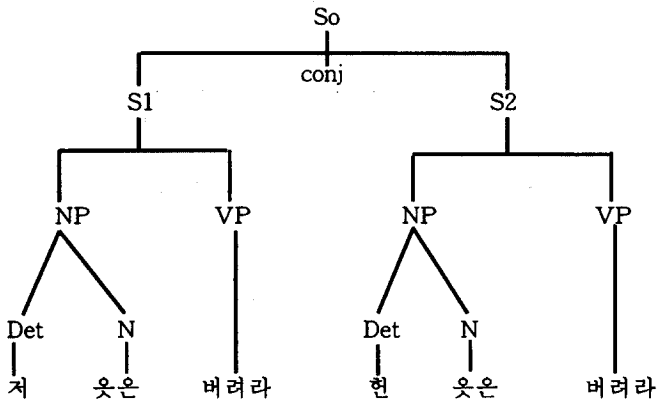 So
conj
S1 S2
NP VP NP VP
Det N Det N
저 옷은 버려라 헌 옷은 버려라